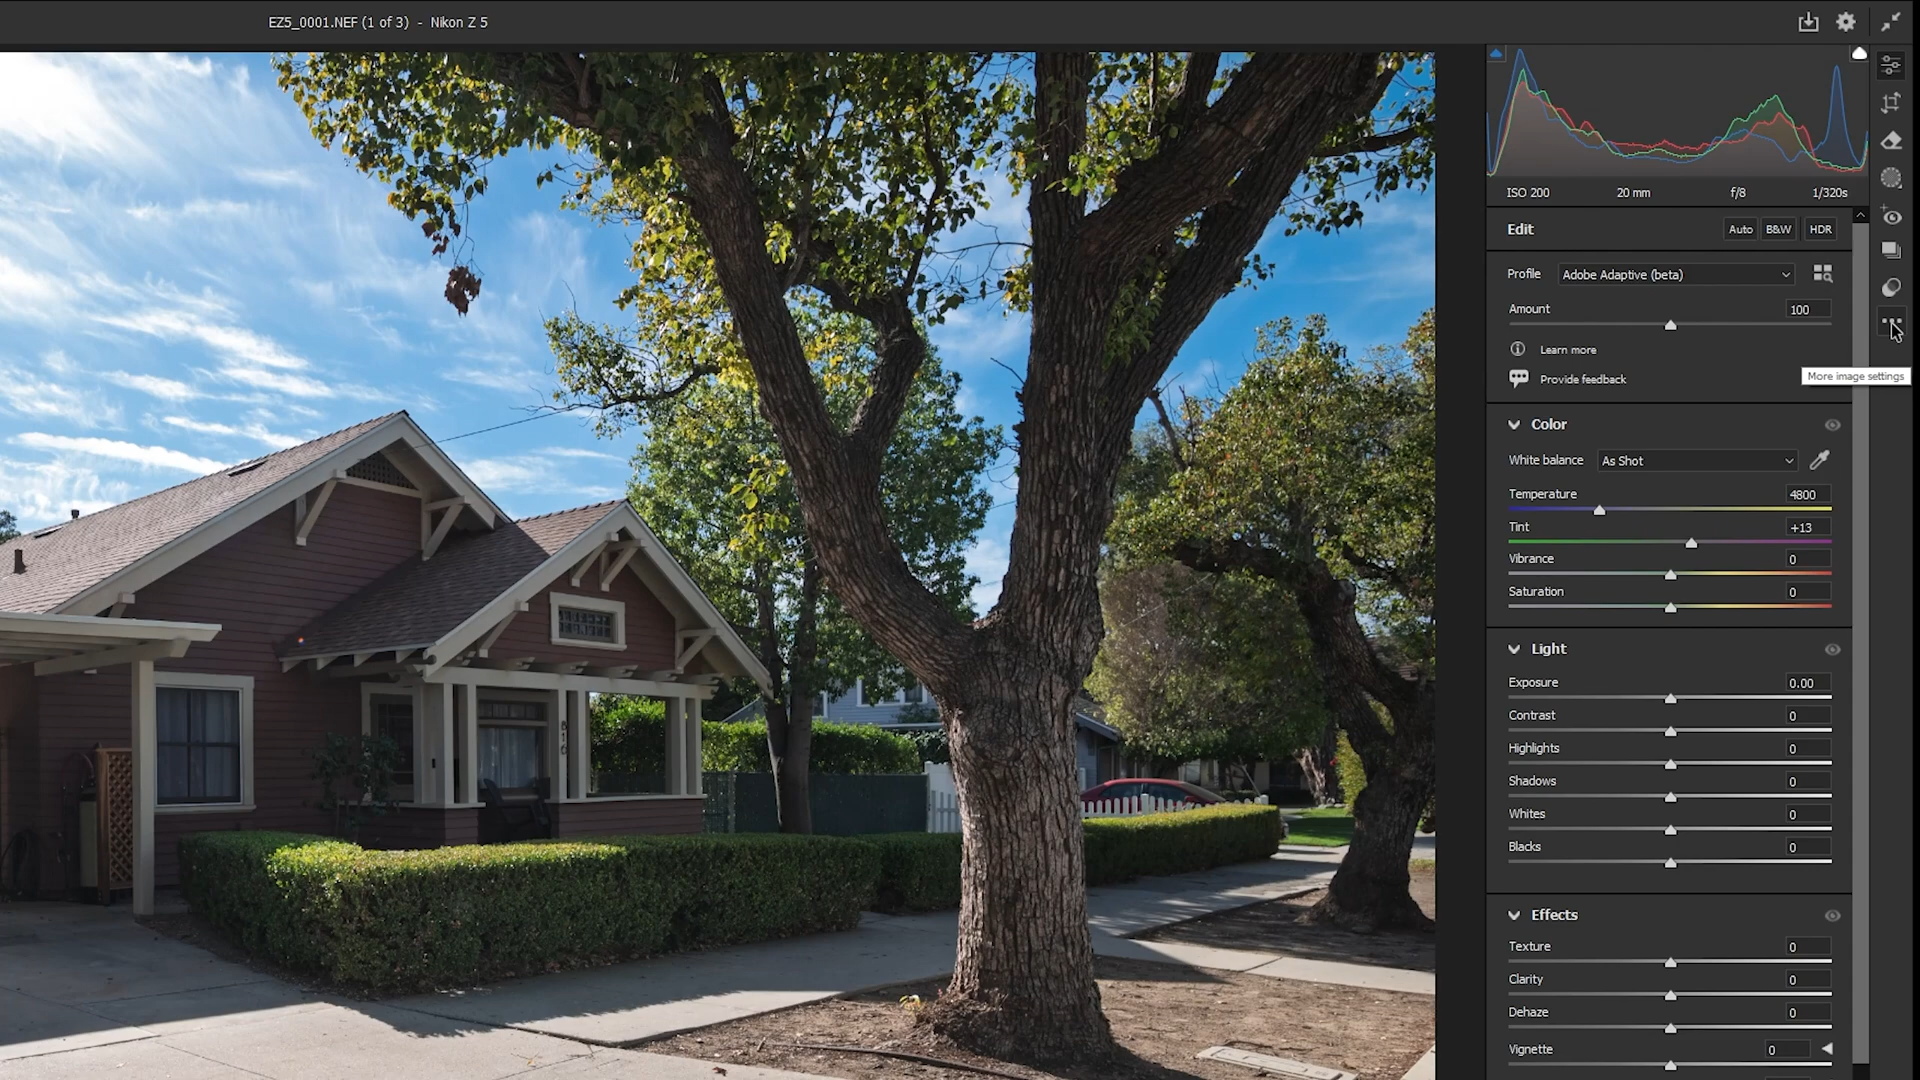 EZ5_0001.NEF (1 of 3) - Nikon Z 5
ISO 200 20 mm f/8 1/320s
Edit Auto B&W HDR
Profile Adobe Adaptive (beta)
Amount 100
Learn more
Provide feedback
More image settings
Color
White balance As Shot
Temperature 4800
Tint +13
Vibrance 0
Saturation 0
Light
Exposure 0.00
Contrast 0
Highlights 0
Shadows 0
Whites 0
Blacks 0
Effects
Texture 0
Clarity 0
Dehaze 0
Vignette 0
816